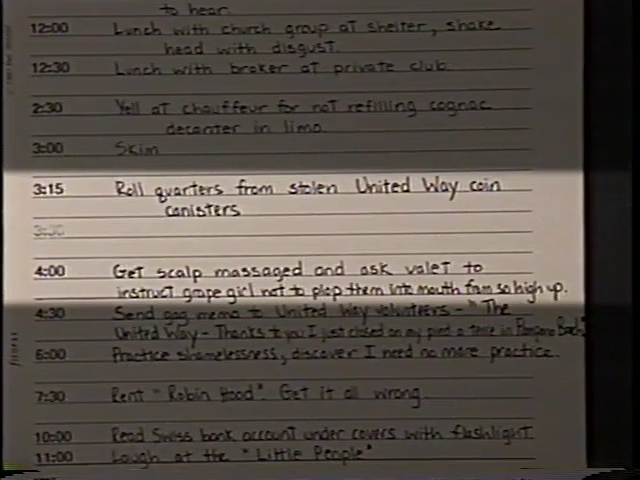 to hear.
12:00 Lunch with church group at shelter, shake
head with disgust.
12:30 Lunch with broker at private club
2:30 Yell at chauffeur for not refilling cognac
decanter in limo
3:00 Skim
3:15 Roll quarters from stolen United Way coin
canisters
3:30
4:00 Get scalp massaged and ask valet to
instruct grape girl not to plop them into mouth from so high up.
4:30 Send gag memo to United Way volunteers - "The
United Way - Thanks to you I just closed on my pied a terre in Pompano Beach"
6:00 Practice shamelessness, discover I need no more practice.
7:30 Rent "Robin Hood". Get it all wrong.
10:00 Read Swiss bank account under covers with flashlight
11:00 Laugh at the "Little People"